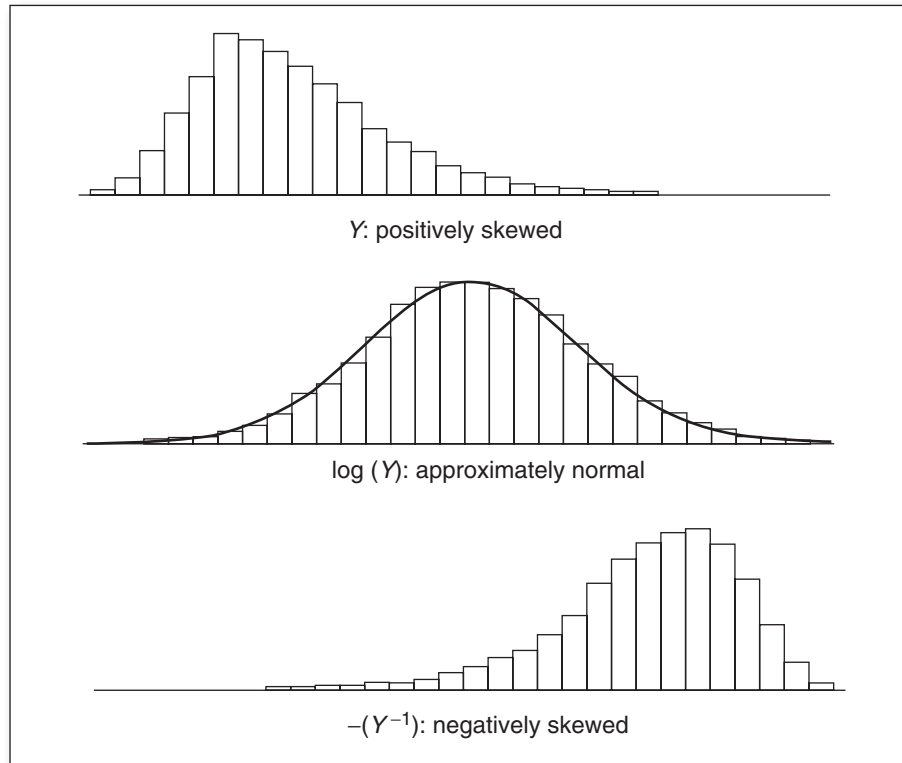 Y: positively skewed
log (Y): approximately normal
−(Y⁻¹): negatively skewed